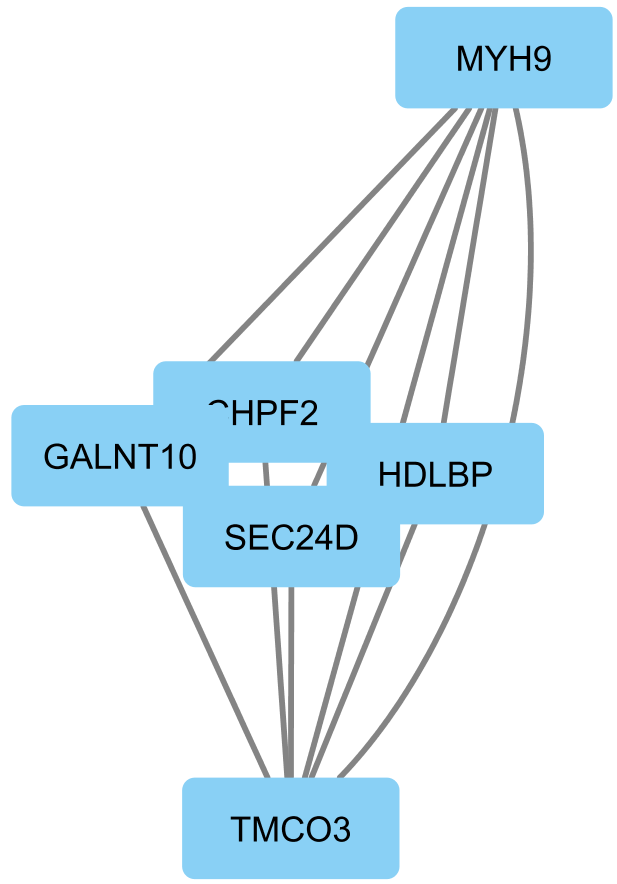 MYH9
CHPF2
GALNT10
HDLBP
SEC24D
TMCO3